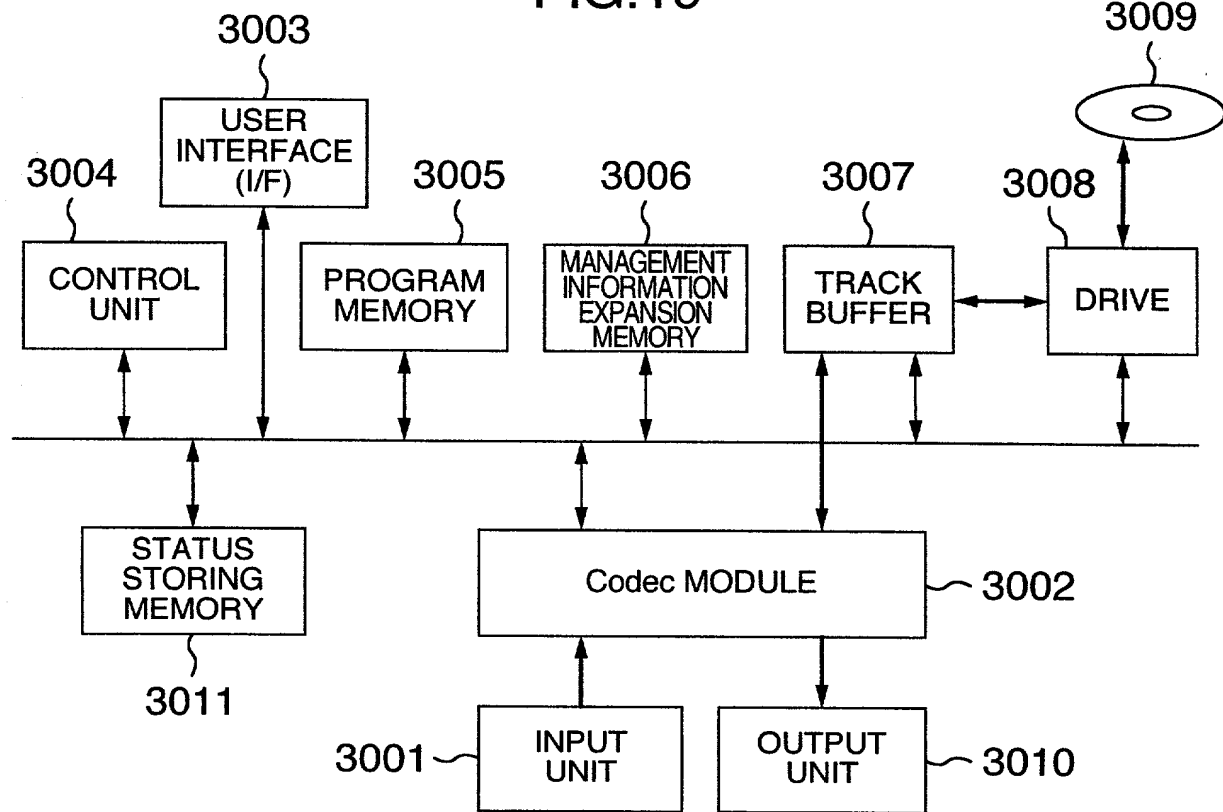 3003
3009
USER
INTERFACE
(I/F)
3004
3005
3006
3007
3008
CONTROL
UNIT
PROGRAM
MEMORY
MANAGEMENT
INFORMATION
EXPANSION
MEMORY
TRACK
BUFFER
DRIVE
STATUS
STORING
MEMORY
3011
Codec MODULE
3002
3001
INPUT
UNIT
OUTPUT
UNIT
3010